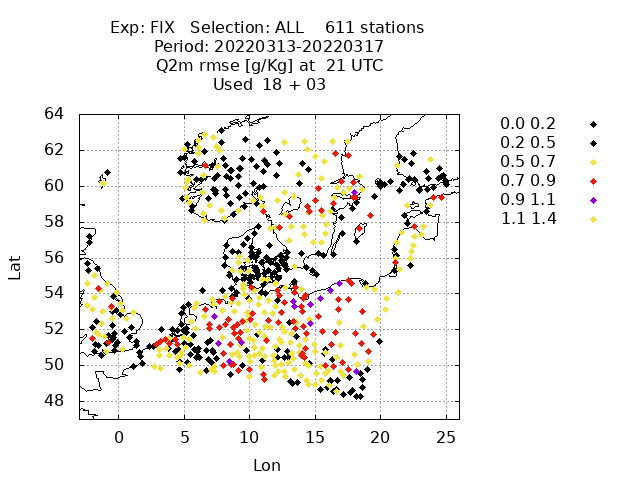 Exp: FIX   Selection: ALL    611 stations
Period: 20220313-20220317
Q2m rmse [g/Kg] at  21 UTC
Used  18 + 03
64
62
60
58
56
54
52
50
48
0 5 10 15 20 25
Lat
Lon
0.0 0.2
0.2 0.5
0.5 0.7
0.7 0.9
0.9 1.1
1.1 1.4